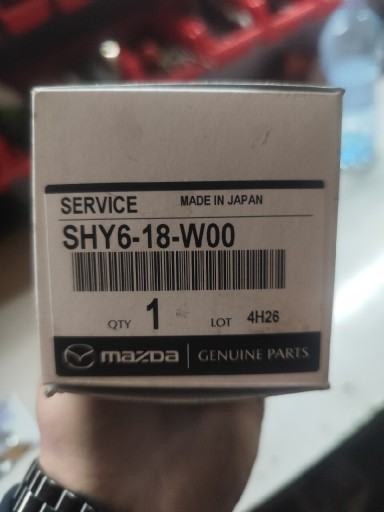 SERVICE MADE IN JAPAN
SHY6-18-W00
QTY 1 LOT 4H26
mazda GENUINE PARTS